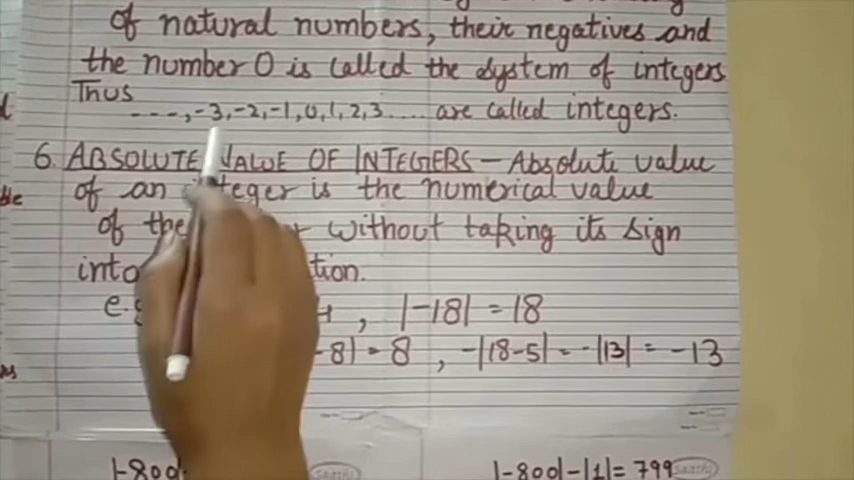 of natural numbers, their negatives and
the number 0 is called the system of integers
Thus
----,-3,-2,-1,0,1,2,3.... are called integers.
6. ABSOLUTE VALUE OF INTEGERS - Absolute value
of an integer is the numerical value
of the without taking its sign
into
e.g , |-18| = 18
-8| = 8 , -|18-5| = -|13| = -13
|-800| |-800|-|1| = 799 saathi